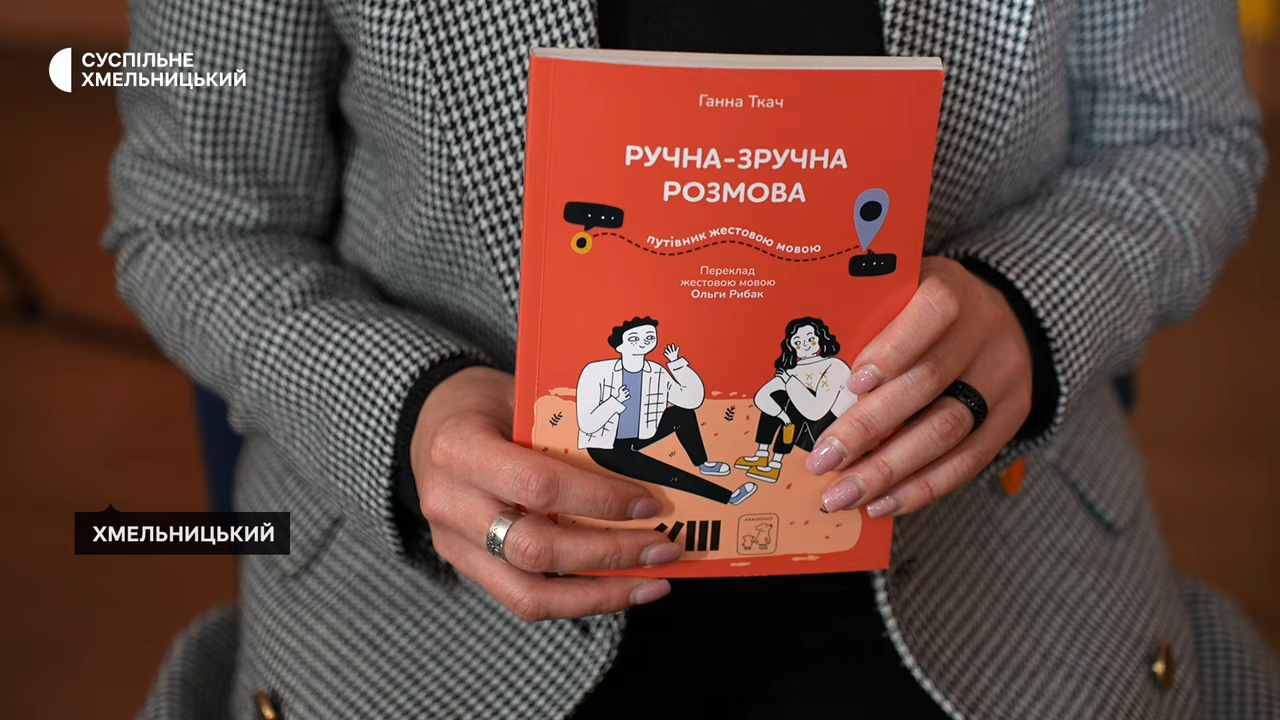 СУСПІЛЬНЕ
ХМЕЛЬНИЦЬКИЙ
Ганна Ткач
РУЧНА-ЗРУЧНА
РОЗМОВА
путівник жестовою мовою
Переклад
жестовою мовою
Ольги Рибак
ХМЕЛЬНИЦЬКИЙ